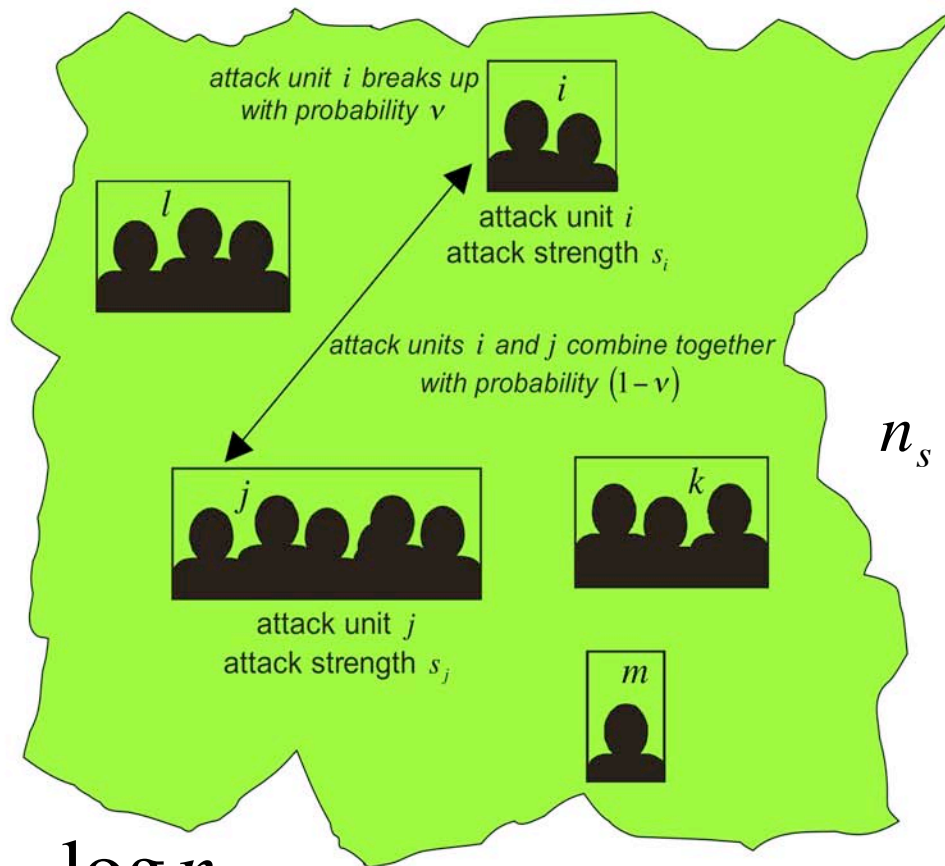 attack unit i breaks up
with probability ν
i
attack unit i
attack strength s_i
l
attack units i and j combine together
with probability (1−ν)
n_s
j
k
attack unit j
attack strength s_j
m